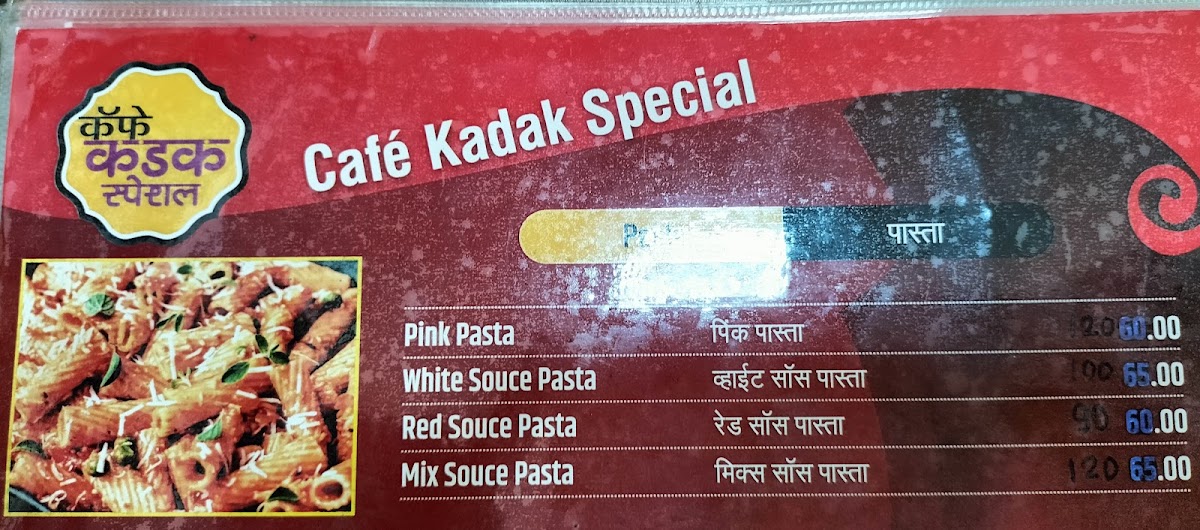 कॅफे
कडक
स्पेशल
Café Kadak Special
पास्ता
Pink Pasta पिंक पास्ता 120 60.00
White Souce Pasta व्हाईट सॉस पास्ता 100 65.00
Red Souce Pasta रेड सॉस पास्ता 90 60.00
Mix Souce Pasta मिक्स सॉस पास्ता 120 65.00